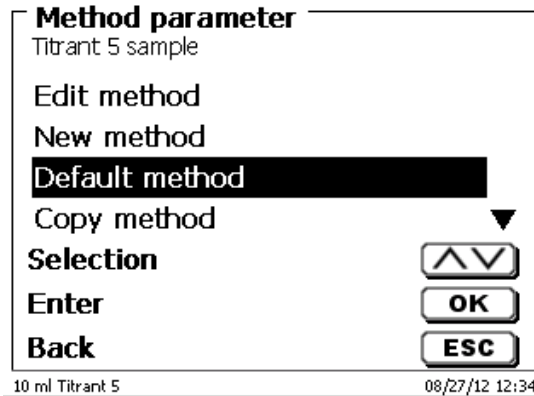 Method parameter
Titrant 5 sample
Edit method
New method
Default method
Copy method
Selection
Enter OK
Back ESC
10 ml Titrant 5 08/27/12 12:34